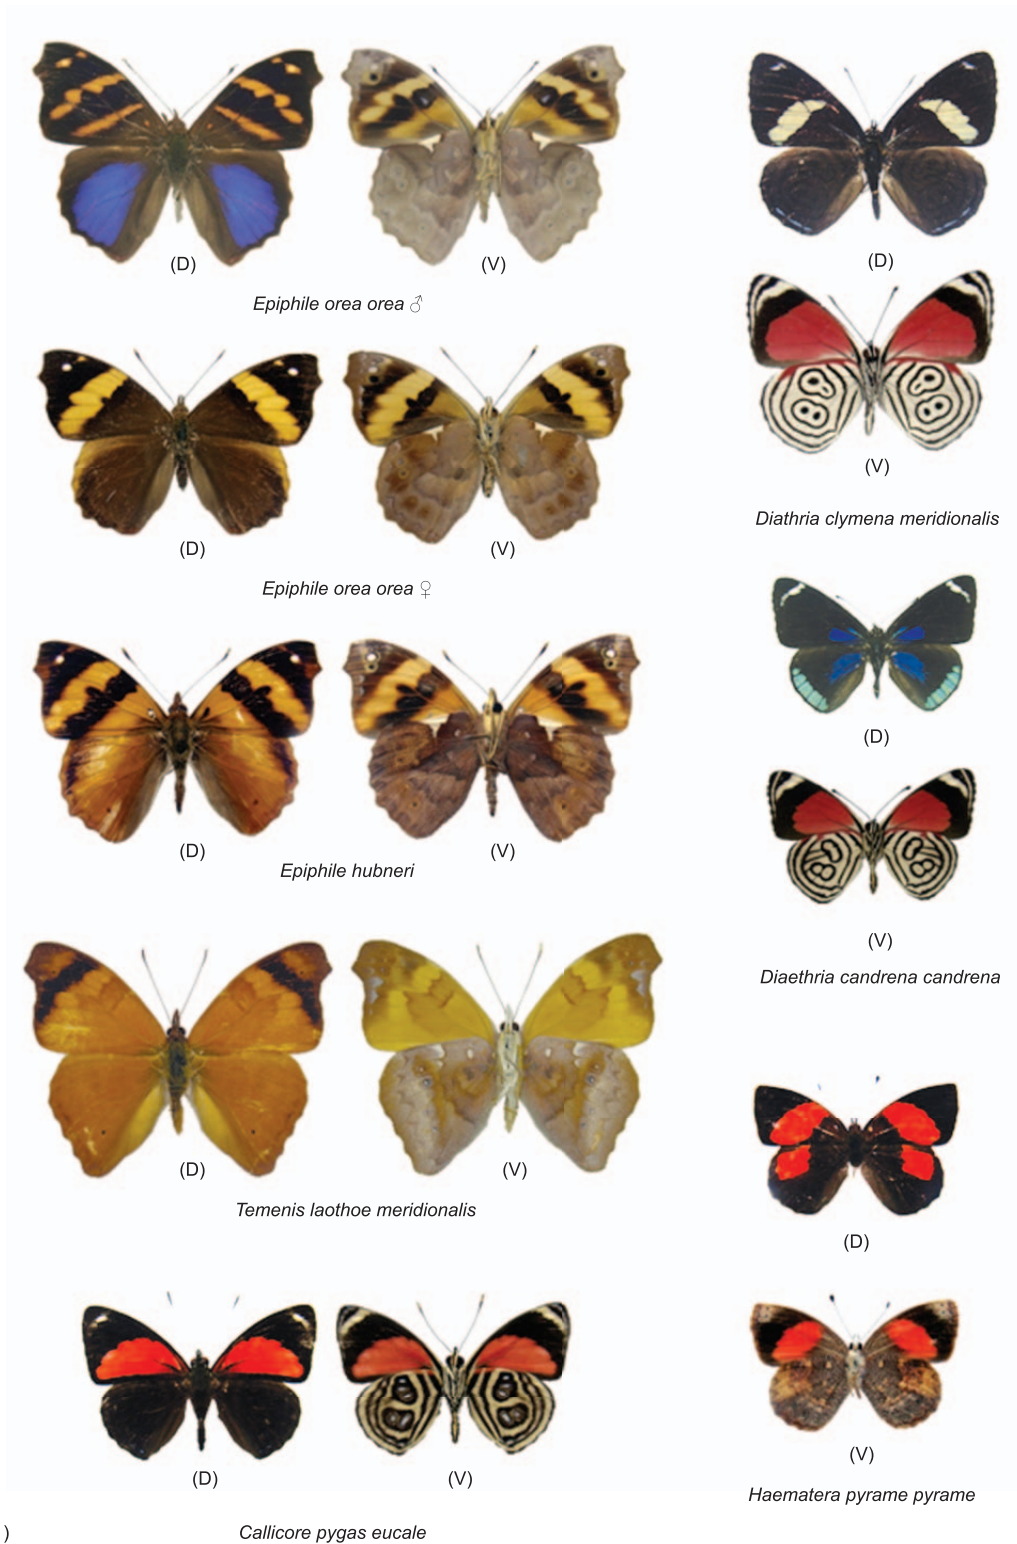 (D) (V)
Epiphile orea orea ♂
(D) (V)
Epiphile orea orea ♀
(D) (V)
Epiphile hubneri
(D) (V)
Temenis laothoe meridionalis
(D) (V)
Callicore pygas eucale
)
(D)
(V)
Diathria clymena meridionalis
(D)
(V)
Diaethria candrena candrena
(D)
(V)
Haematera pyrame pyrame